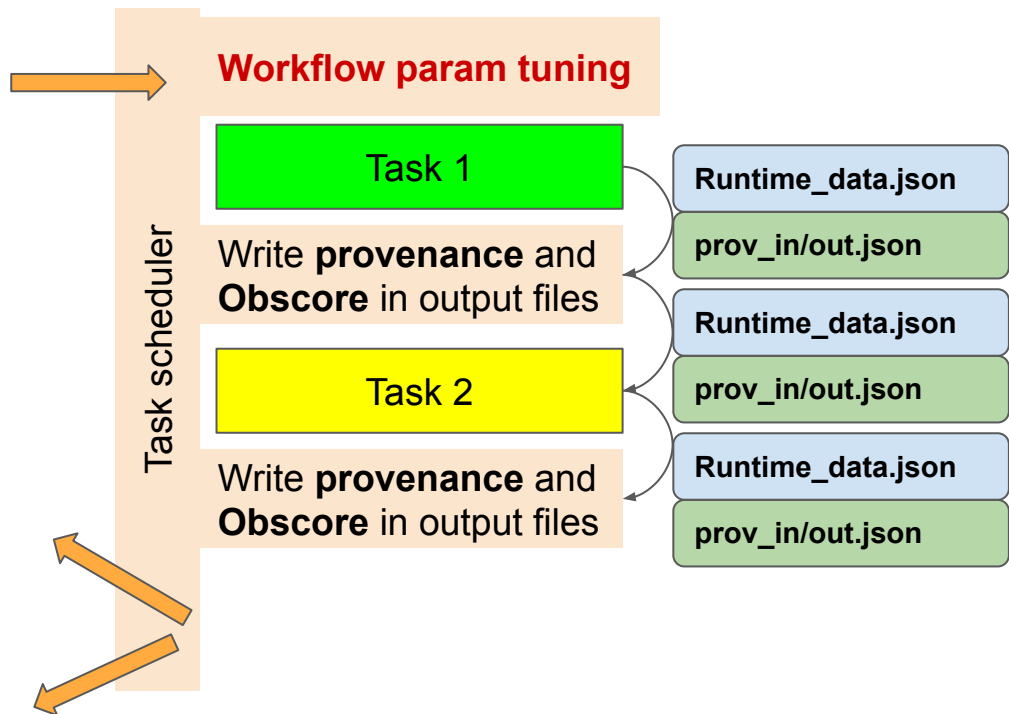 Workflow param tuning
Task scheduler
Task 1
Runtime_data.json
prov_in/out.json
Write provenance and
Obscore in output files
Runtime_data.json
prov_in/out.json
Task 2
Runtime_data.json
prov_in/out.json
Write provenance and
Obscore in output files